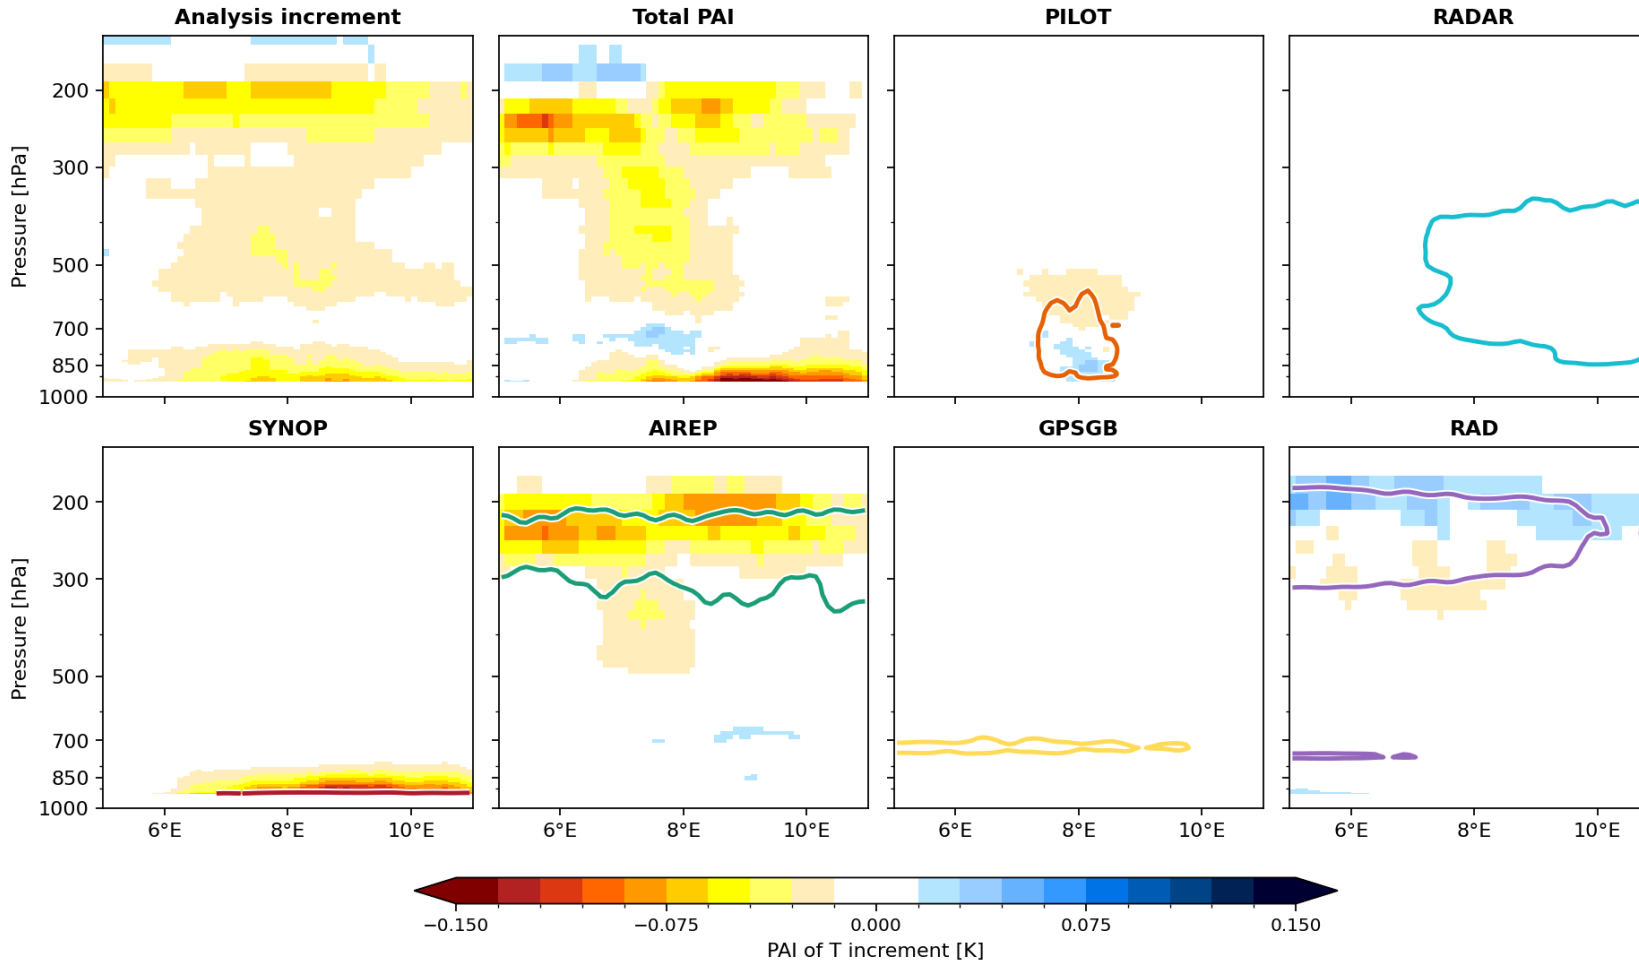 Analysis increment
Total PAI
PILOT
RADAR
Pressure [hPa]
200
300
500
700
850
1000
SYNOP
AIREP
GPSGB
RAD
Pressure [hPa]
200
300
500
700
850
1000
6°E 8°E 10°E
6°E 8°E 10°E
6°E 8°E 10°E
6°E 8°E 10°E
−0.150 −0.075 0.000 0.075 0.150
PAI of T increment [K]